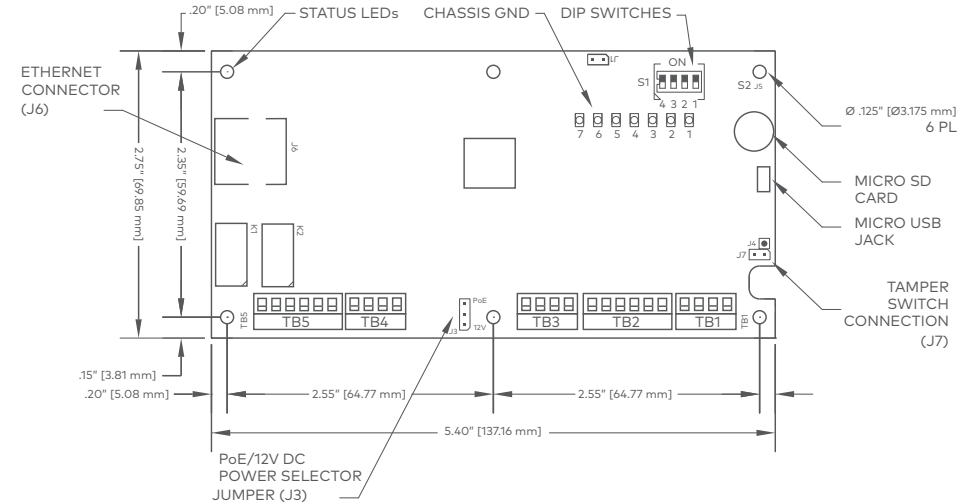 .20" [5.08 mm]
STATUS LEDs
CHASSIS GND
DIP SWITCHES
ETHERNET
CONNECTOR
(J6)
J1
ON
S1
4 3 2 1
S2 J5
Ø .125" [Ø3.175 mm]
6 PL
7 6 5 4 3 2 1
J6
2.75" [69.85 mm]
2.35" [59.69 mm]
MICRO SD
CARD
MICRO USB
JACK
K1
K2
J4
J7
TAMPER
SWITCH
CONNECTION
(J7)
TB5
TB5
TB4
PoE
J3
12V
TB3
TB2
TB1
TB1
.15" [3.81 mm]
.20" [5.08 mm]
2.55" [64.77 mm]
2.55" [64.77 mm]
5.40" [137.16 mm]
PoE/12V DC
POWER SELECTOR
JUMPER (J3)